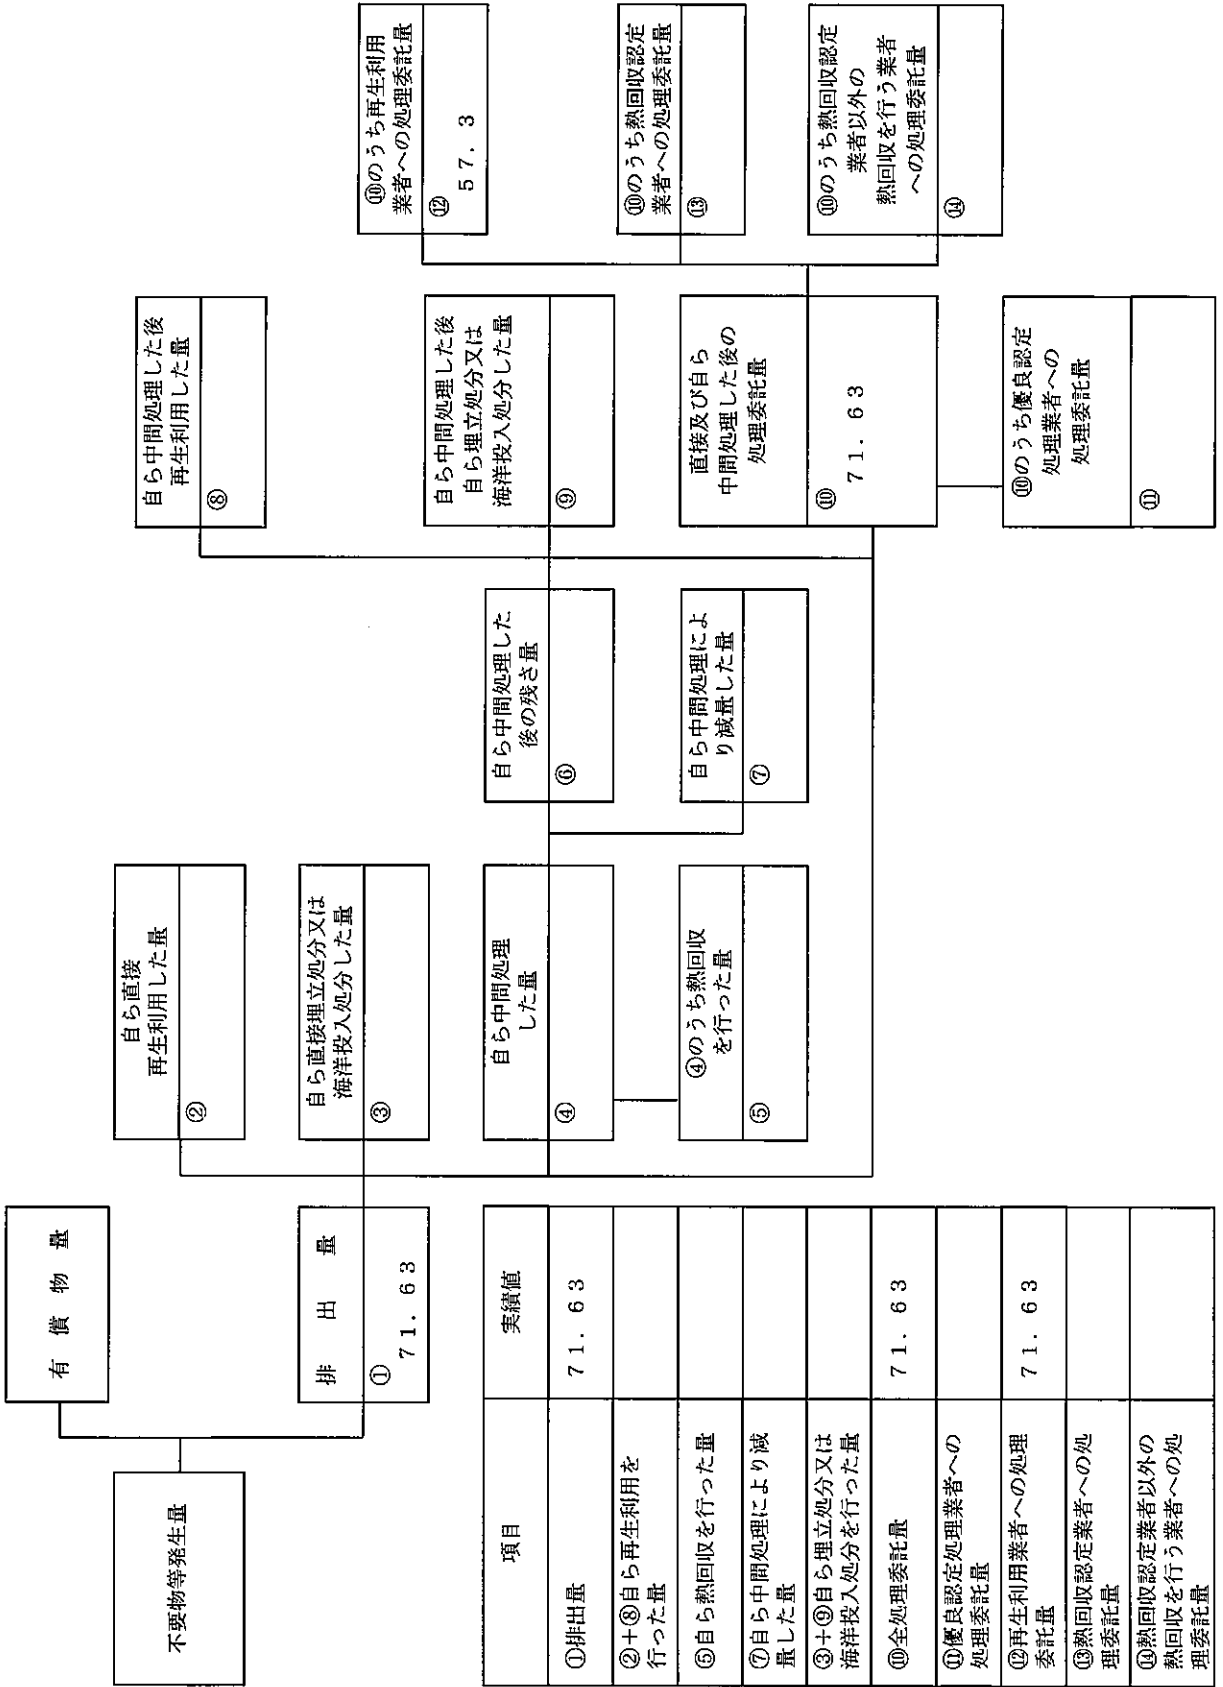 不要物等発生量
有償物量
排出量
① 71.63
自ら直接
再生利用した量
②
自ら直接埋立処分又は
海洋投入処分した量
③
自ら中間処理
した量
④
④のうち熱回収
を行った量
⑤
自ら中間処理した
後の残さ量
⑥
自ら中間処理によ
り減量した量
⑦
自ら中間処理した後
再生利用した量
⑧
自ら中間処理した後
自ら埋立処分又は
海洋投入処分した量
⑨
直接及び自ら
中間処理した後の
処理委託量
⑩ 71.63
⑩のうち優良認定
処理業者への
処理委託量
⑪
⑩のうち再生利用
業者への処理委託量
⑫ 57.3
⑩のうち熱回収認定
業者への処理委託量
⑬
⑩のうち熱回収認定
業者以外の
熱回収を行う業者
への処理委託量
⑭
項目 実績値
①排出量 71.63
②+⑧自ら再生利用を
行った量
⑤自ら熱回収を行った量
⑦自ら中間処理により減
量した量
③+⑨自ら埋立処分又は
海洋投入処分を行った量
⑩全処理委託量 71.63
⑪優良認定処理業者への
処理委託量
⑫再生利用業者への処理
委託量 71.63
⑬熱回収認定業者への処
理委託量
⑭熱回収認定業者以外の
熱回収を行う業者への処
理委託量